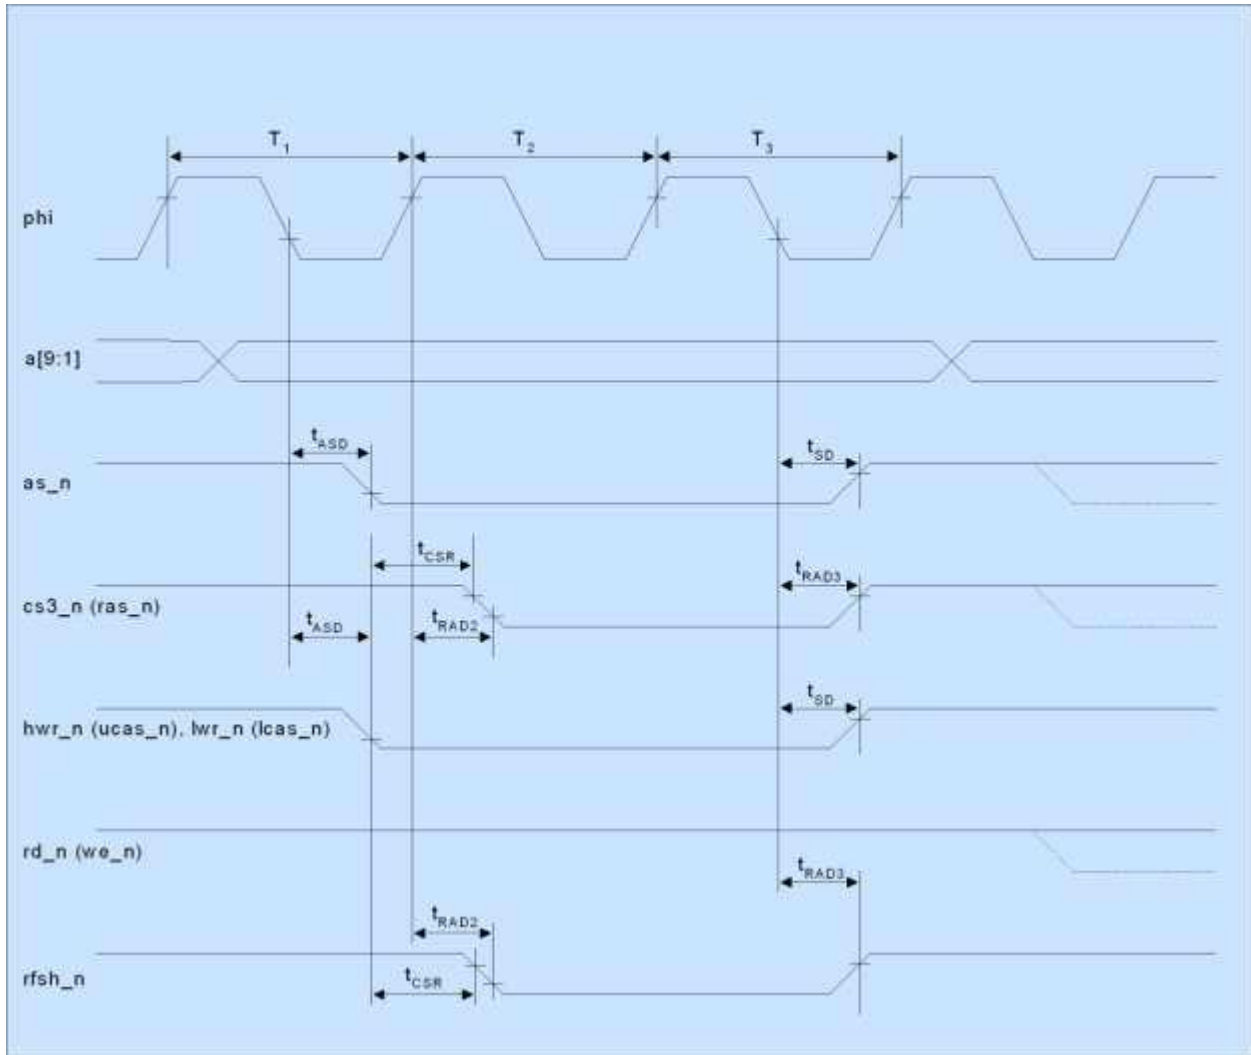 T1 T2 T3
phi
a[9:1]
tASD tSD
as_n
tCSR tRAD3
cs3_n (ras_n)
tASD tRAD2
tSD
hwr_n (ucas_n), lwr_n (lcas_n)
rd_n (we_n)
tRAD3
tRAD2
rfsh_n
tCSR